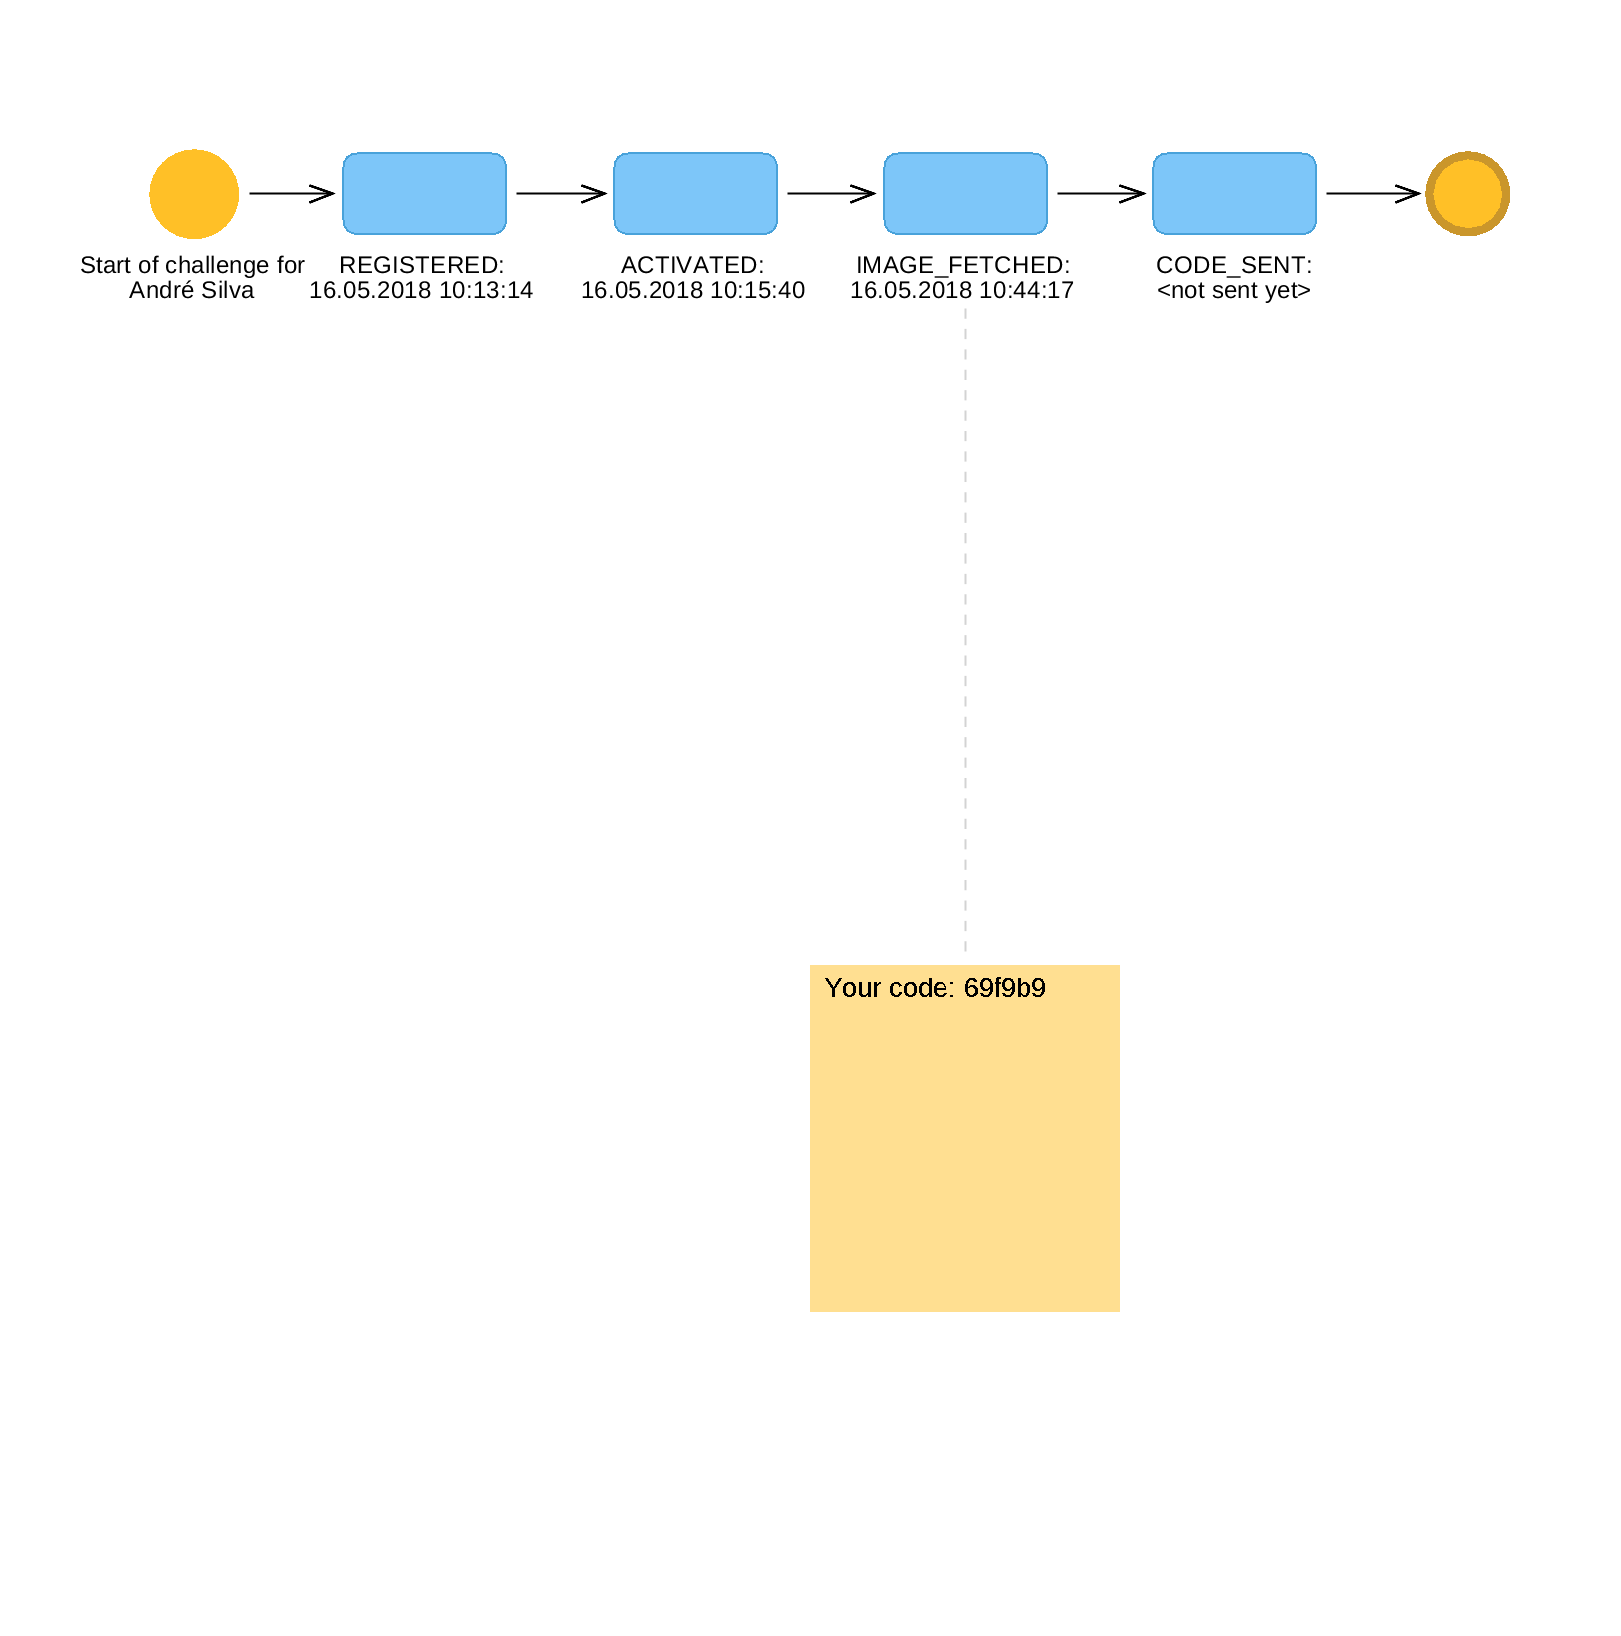 Start of challenge for
André Silva
REGISTERED:
16.05.2018 10:13:14
ACTIVATED:
16.05.2018 10:15:40
IMAGE_FETCHED:
16.05.2018 10:44:17
CODE_SENT:
<not sent yet>
Your code: 69f9b9